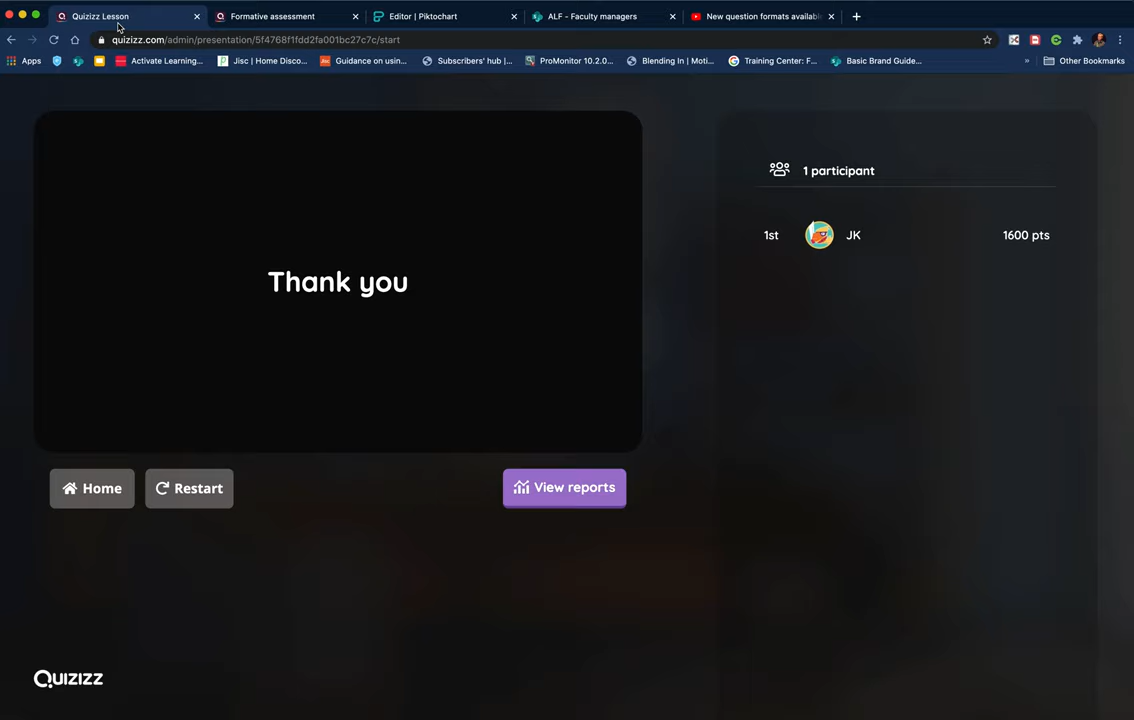 Quizizz Lesson
Formative assessment
Editor | Piktochart
ALF - Faculty managers
New question formats availab
quizizz.com/admin/presentation/5f4768f1fdd2fa001bc27c7c/start
Apps
Activate Learning...
Jisc | Home Disco...
Guidance on usin...
Subscribers' hub |...
ProMonitor 10.2.0...
Blending In | Moti...
Training Center: F...
Basic Brand Guide...
»
Other Bookmarks
1 participant
1st JK 1600 pts
Thank you
Home
Restart
View reports
QUIZIZZ